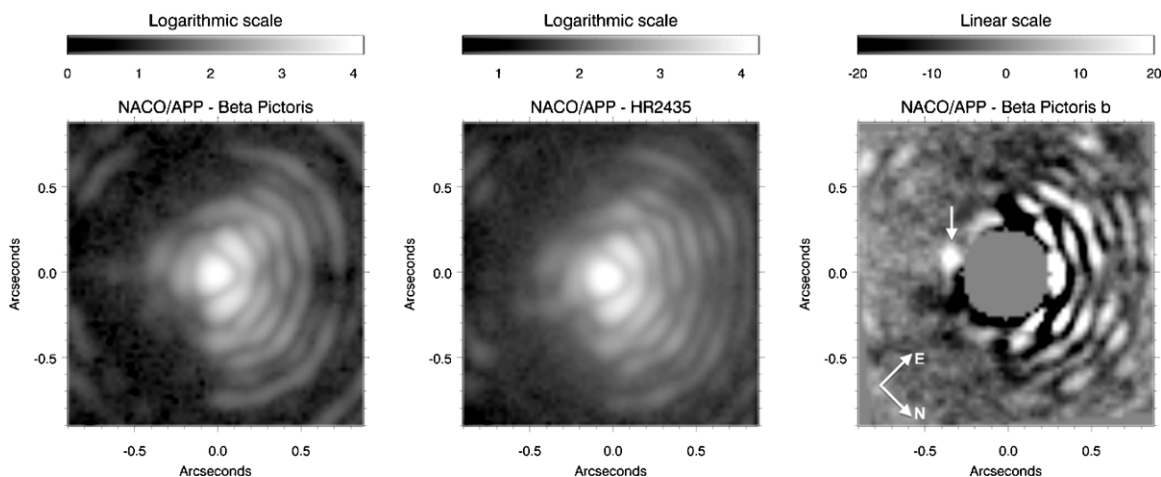 Logarithmic scale
0 1 2 3 4
NACO/APP - Beta Pictoris
0.5
0.0
-0.5
Arcseconds
-0.5 0.0 0.5
Arcseconds
Logarithmic scale
1 2 3 4
NACO/APP - HR2435
0.5
0.0
-0.5
Arcseconds
-0.5 0.0 0.5
Arcseconds
Linear scale
-20 -10 0 10 20
NACO/APP - Beta Pictoris b
0.5
0.0
-0.5
Arcseconds
E
N
-0.5 0.0 0.5
Arcseconds